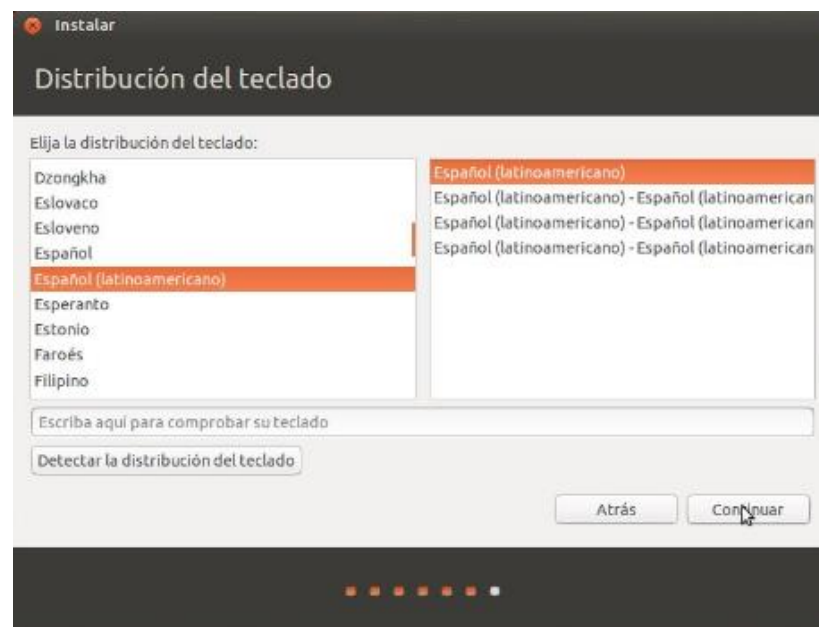 Instalar
Distribución del teclado
Elija la distribución del teclado:
Dzongkha
Eslovaco
Esloveno
Español
Español (latinoamericano)
Esperanto
Estonio
Faroés
Filipino
Español (latinoamericano)
Español (latinoamericano) - Español (latinoamerican
Español (latinoamericano) - Español (latinoamerican
Español (latinoamericano) - Español (latinoamerican
Escriba aquí para comprobar su teclado
Detectar la distribución del teclado
Atrás Continuar